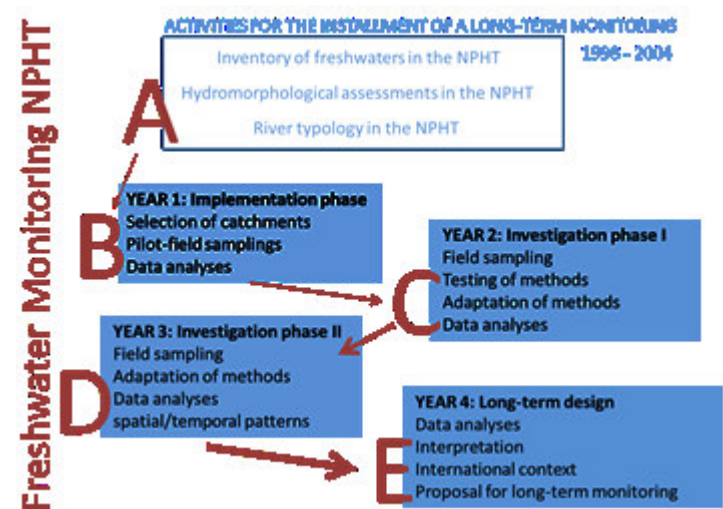 Freshwater Monitoring NPHT
ACTIVITIES FOR THE INSTALLMENT OF A LONG-TERM MONITORING
1996 – 2004
A
Inventory of freshwaters in the NPHT
Hydromorphological assessments in the NPHT
River typology in the NPHT
B
YEAR 1: Implementation phase
Selection of catchments
Pilot-field samplings
Data analyses
C
YEAR 2: Investigation phase I
Field sampling
Testing of methods
Adaptation of methods
Data analyses
D
YEAR 3: Investigation phase II
Field sampling
Adaptation of methods
Data analyses
spatial/temporal patterns
E
YEAR 4: Long-term design
Data analyses
Interpretation
International context
Proposal for long-term monitoring